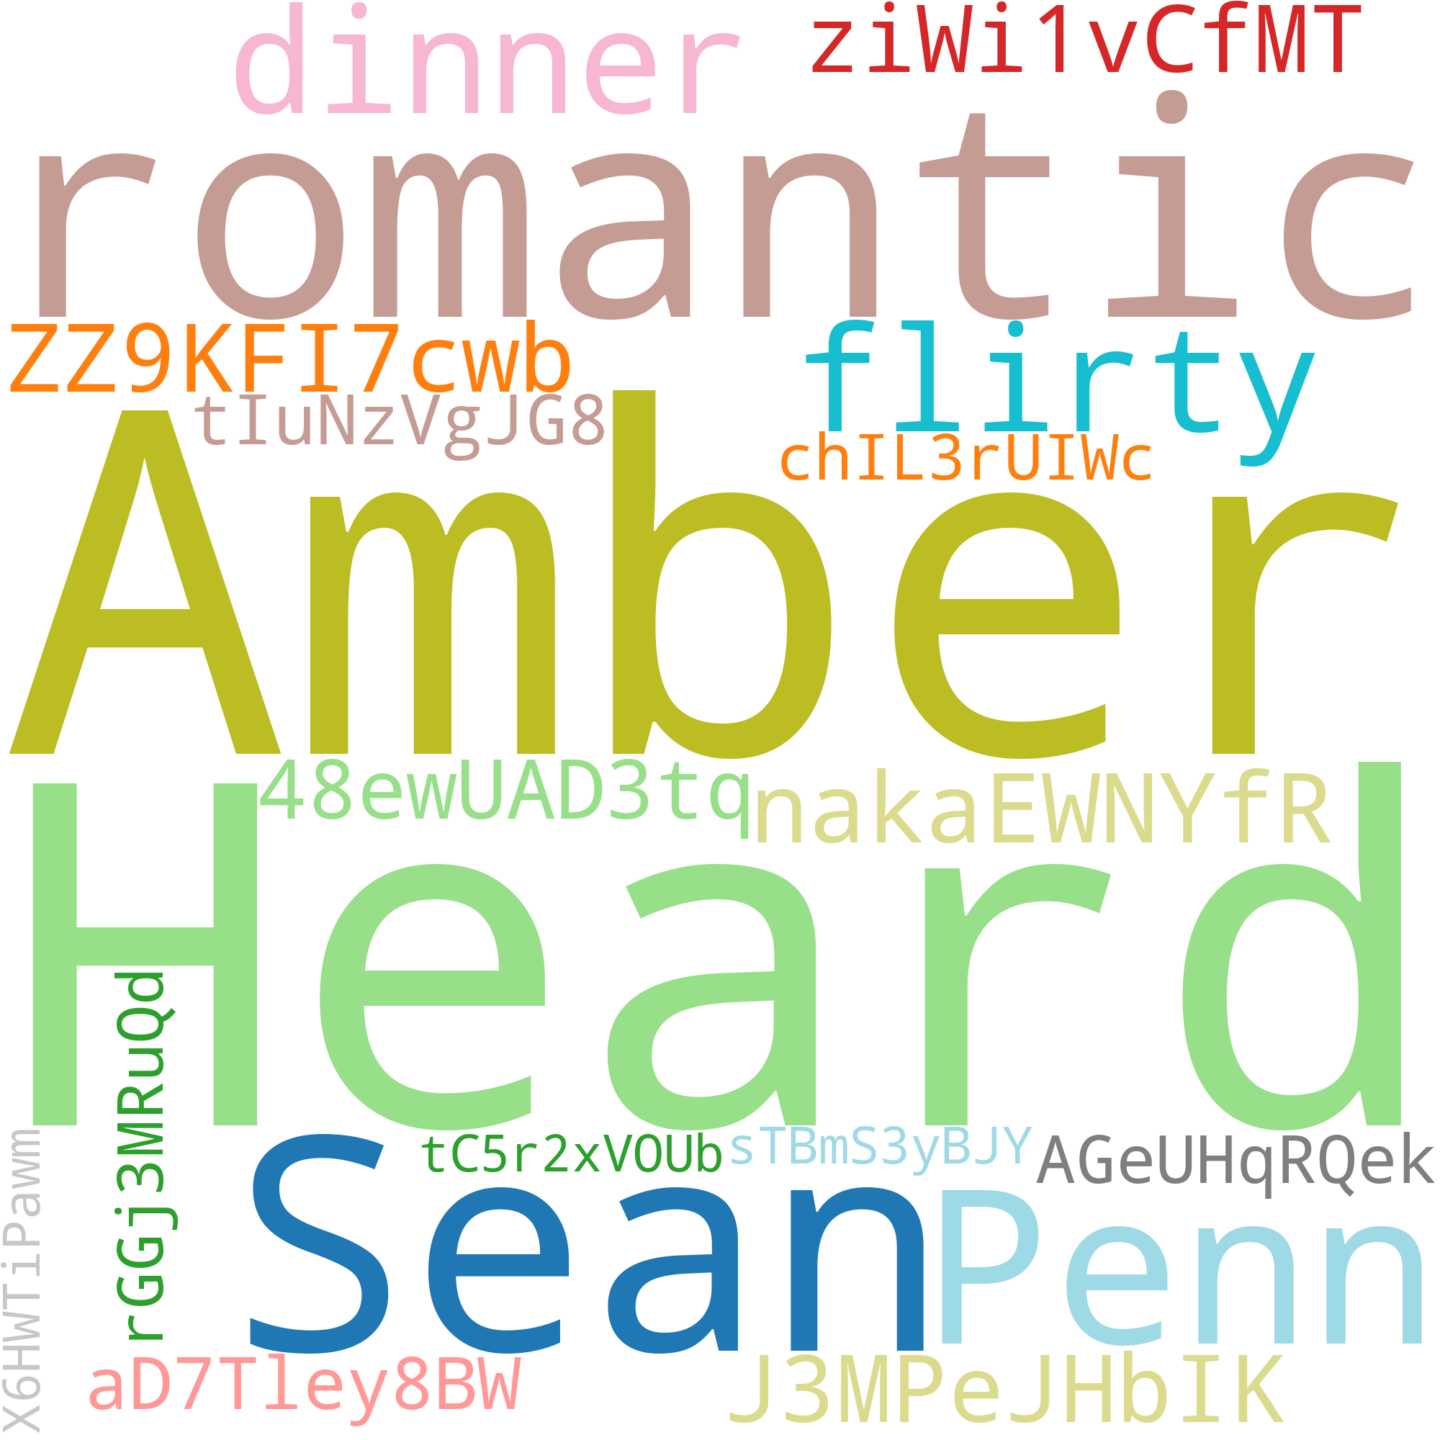 dinner
ziWi1vCfMT
romantic
ZZ9KFI7cwb
flirty
tIuNzVgJG8
chIL3rUIWc
Amber
48ewUAD3tq
nakaEWNYfR
Heard
rGGj3MRuQd
X6HWTiPawm
tC5r2xVOUb
sTBmS3yBJY
AGeUHqRQek
Sean
Penn
aD7Tley8BW
J3MPeJHbIK